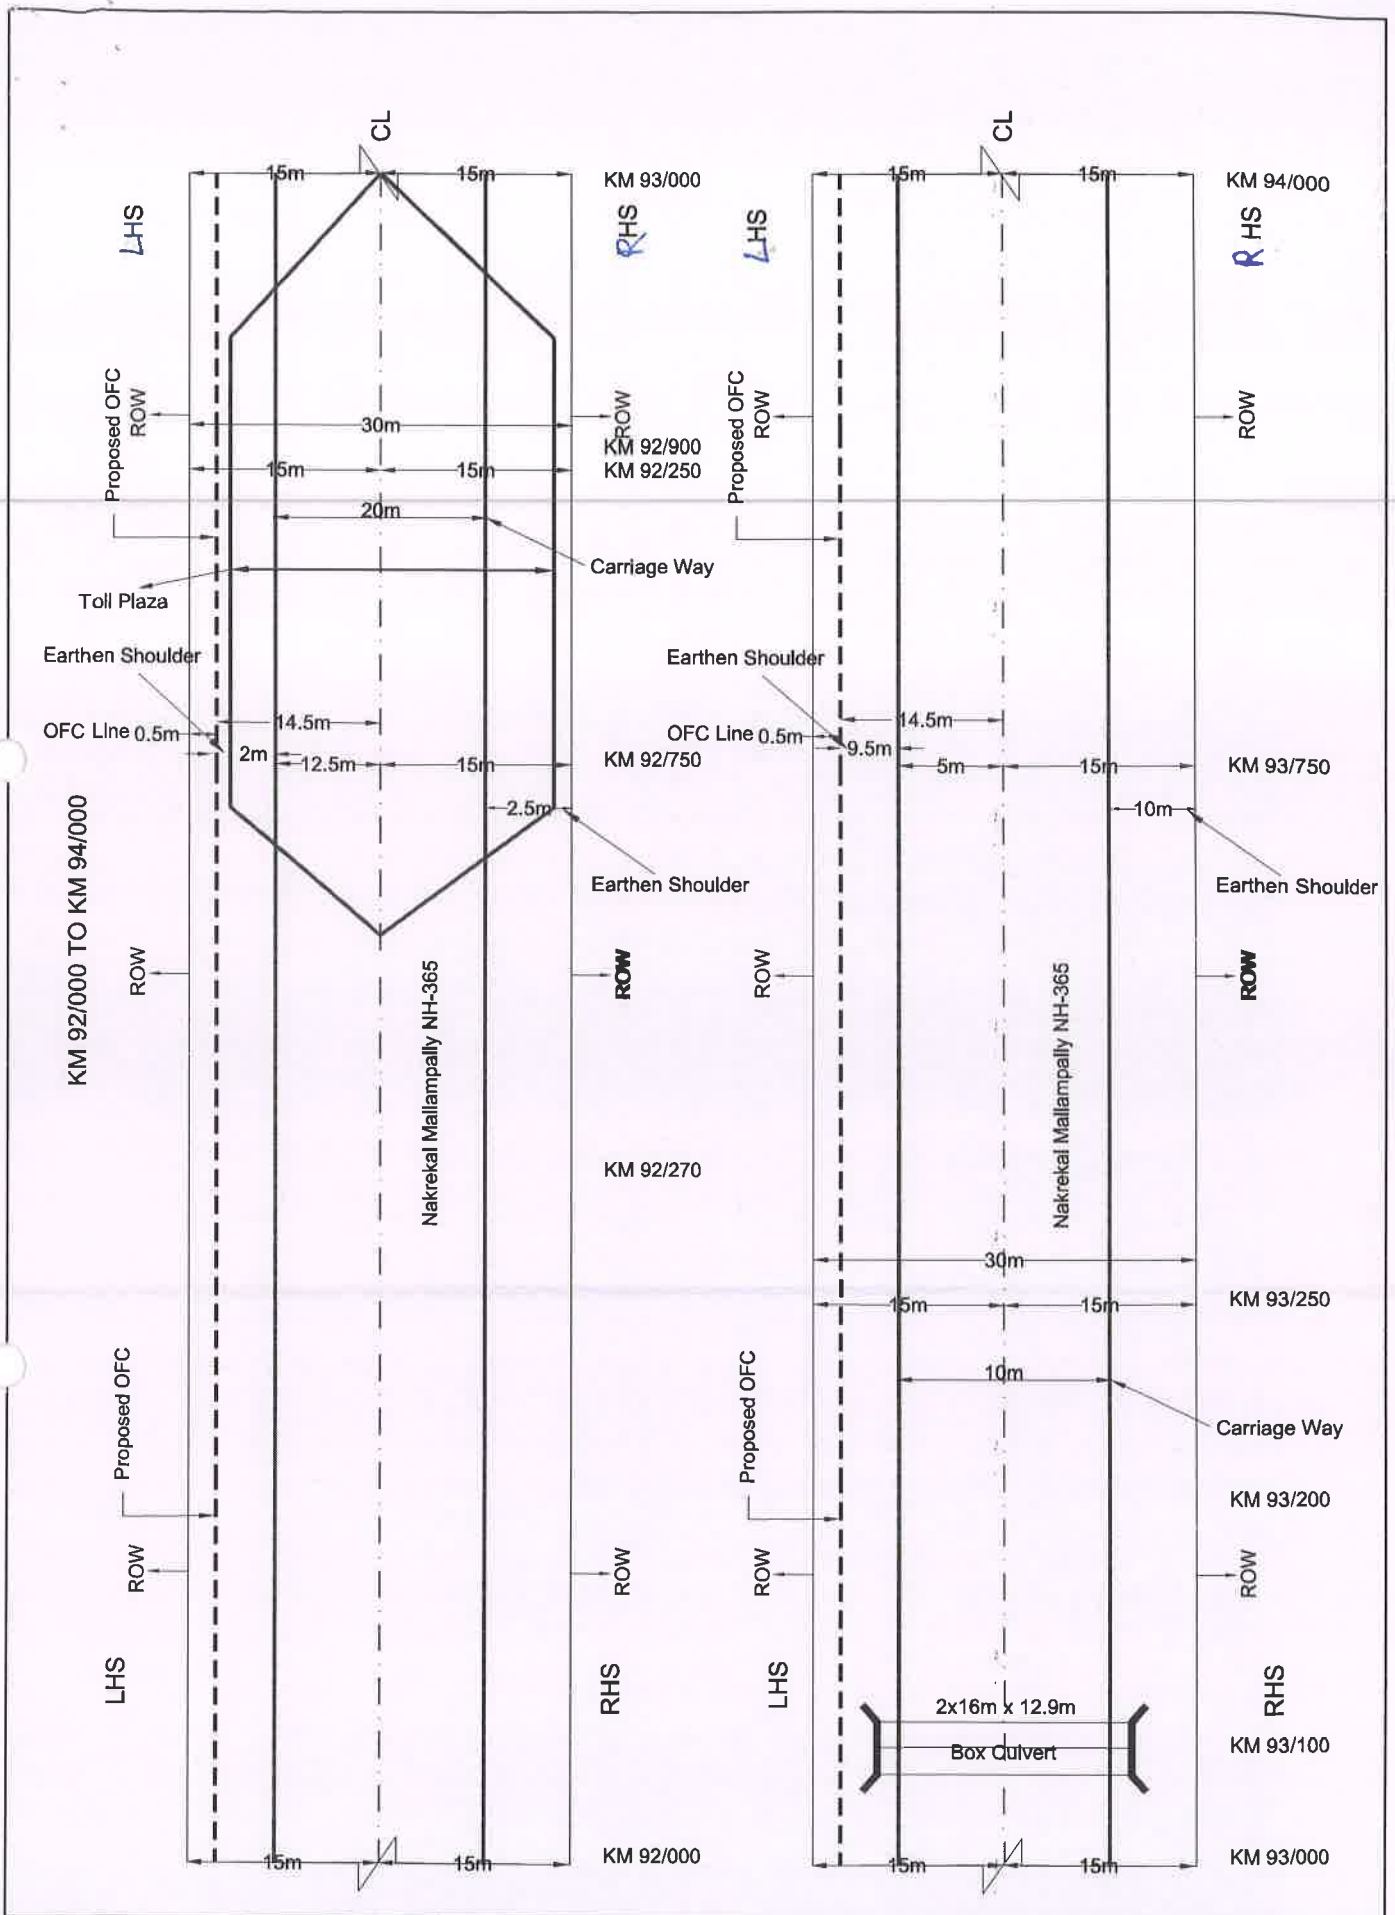 KM 92/000 TO KM 94/000
CL
15m
15m
KM 93/000
LHS
RHS
Proposed OFC
ROW
ROW
30m
KM 92/900
15m
15m
KM 92/250
20m
Carriage Way
Toll Plaza
Earthen Shoulder
14.5m
OFC Line 0.5m
2m
12.5m
15m
KM 92/750
2.5m
Earthen Shoulder
ROW
ROW
Nakrekal Mallampally NH-365
KM 92/270
Proposed OFC
ROW
ROW
LHS
RHS
15m
15m
KM 92/000
CL
15m
15m
KM 94/000
LHS
RHS
Proposed OFC
ROW
ROW
Earthen Shoulder
14.5m
OFC Line 0.5m
9.5m
5m
15m
KM 93/750
10m
Earthen Shoulder
ROW
ROW
Nakrekal Mallampally NH-365
30m
15m
15m
KM 93/250
10m
Carriage Way
Proposed OFC
KM 93/200
ROW
ROW
LHS
RHS
2x16m x 12.9m
Box Culvert
KM 93/100
15m
15m
KM 93/000